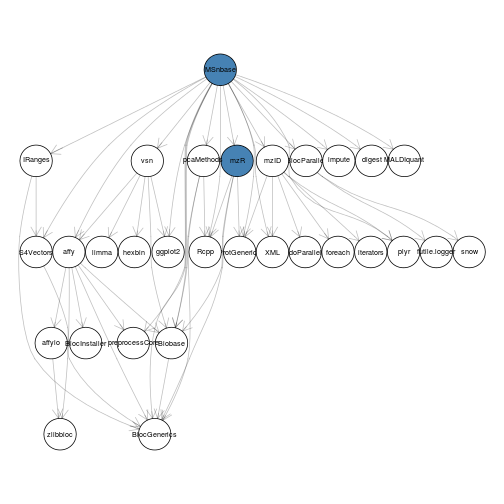 MSnbase
IRanges
vsn
pcaMethods
mzR
mzID
BiocParallel
impute
digest
MALDIquant
S4Vectors
affy
limma
hexbin
ggplot2
Rcpp
ProtGenerics
XML
doParallel
foreach
iterators
plyr
futile.logger
snow
affyio
BiocInstaller
preprocessCore
Biobase
zlibbioc
BiocGenerics